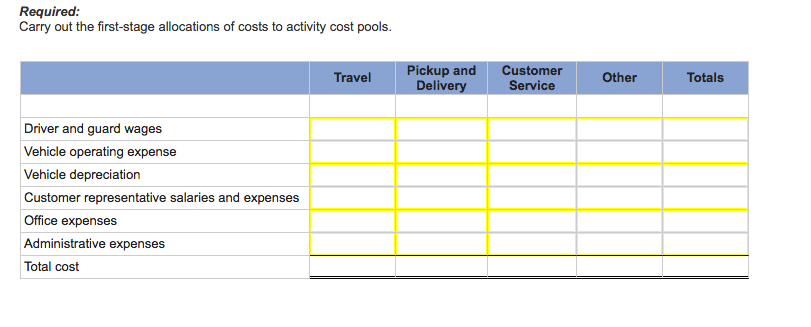 Required:
Carry out the first-stage allocations of costs to activity cost pools.
Travel Pickup and Delivery Customer Service Other Totals
Driver and guard wages
Vehicle operating expense
Vehicle depreciation
Customer representative salaries and expenses
Office expenses
Administrative expenses
Total cost